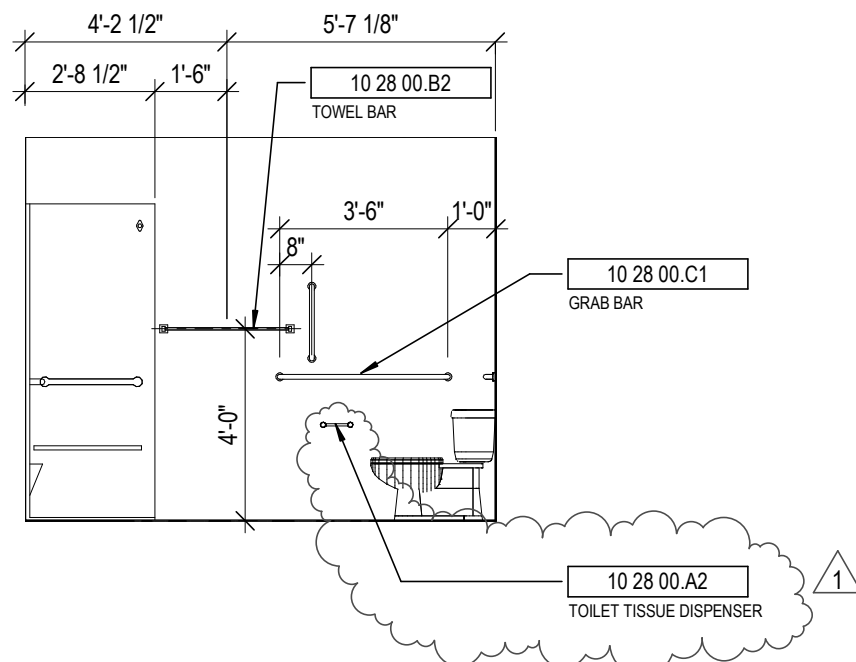 4'-2 1/2" 5'-7 1/8"
2'-8 1/2" 1'-6" 10 28 00.B2
TOWEL BAR
3'-6" 1'-0"
8"
10 28 00.C1
GRAB BAR
4'-0"
10 28 00.A2
TOILET TISSUE DISPENSER
1